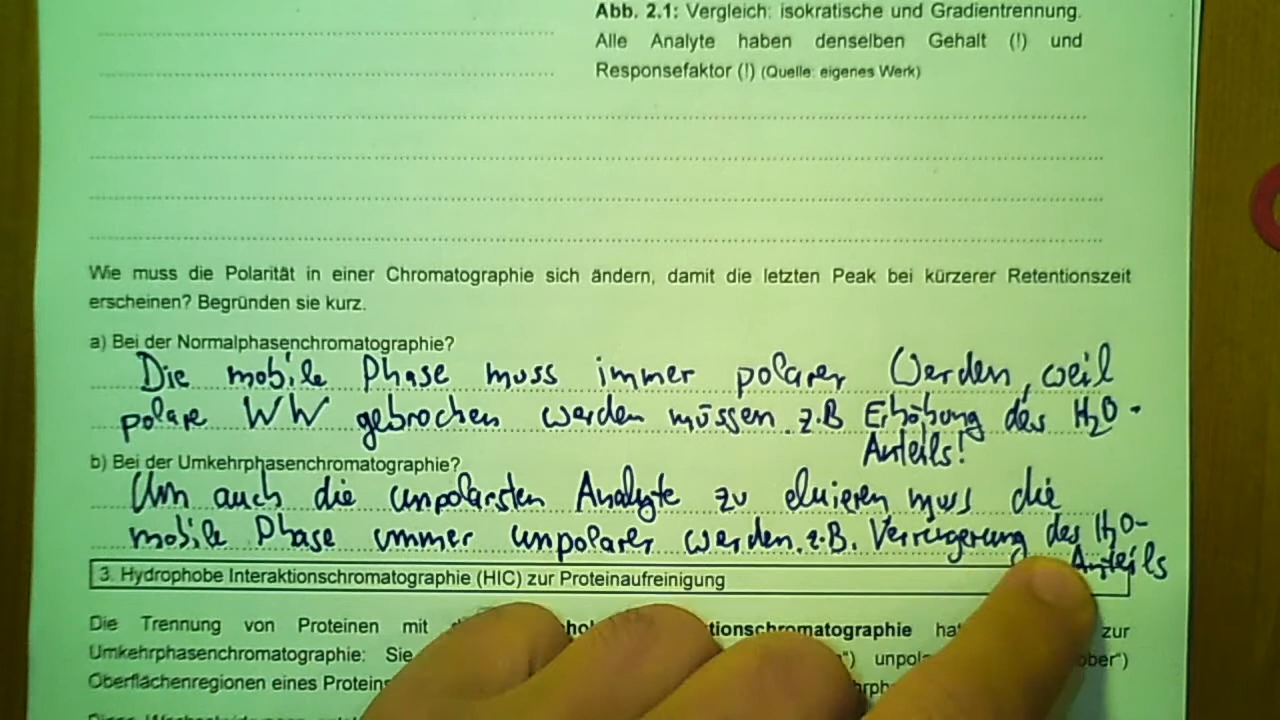 Abb. 2.1: Vergleich: isokratische und Gradientrennung.
Alle Analyte haben denselben Gehalt (!) und
Responsefaktor (!) (Quelle: eigenes Werk)
Wie muss die Polarität in einer Chromatographie sich ändern, damit die letzten Peak bei kürzerer Retentionszeit
erscheinen? Begründen sie kurz.
a) Bei der Normalphasenchromatographie?
Die mobile Phase muss immer polarer Werden, weil
polare WW gebrochen werden müssen. z.B Erhöhung des H2O-
Anteils!
b) Bei der Umkehrphasenchromatographie?
Um auch die unpolarsten Analyte zu eluieren muss die
mobile Phase immer unpolarer werden. z.B. Verringerung des H2O-
Anteils
3. Hydrophobe Interaktionschromatographie (HIC) zur Proteinaufreinigung
Die Trennung von Proteinen mit tionschromatographie zur
Umkehrphasenchromatographie: Sie
Oberflächenregionen eines Proteins